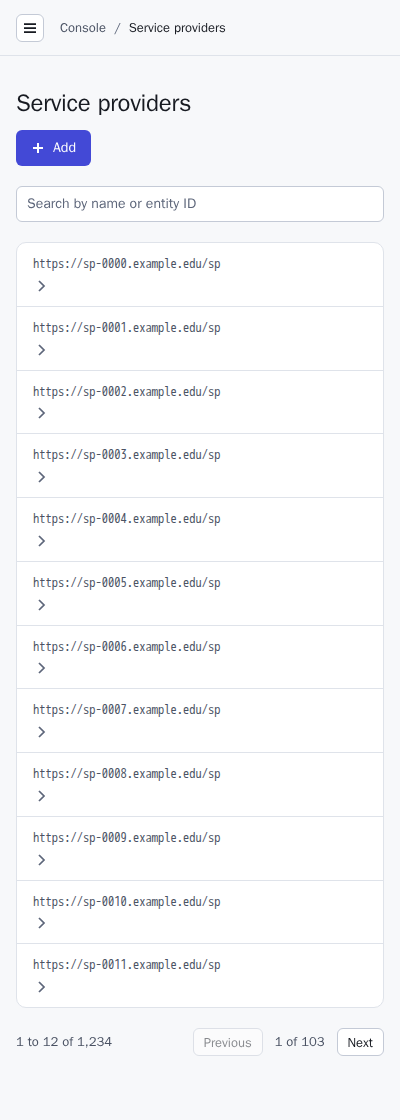 Console / Service providers
Service providers
Add
Search by name or entity ID
https://sp-0000.example.edu/sp
https://sp-0001.example.edu/sp
https://sp-0002.example.edu/sp
https://sp-0003.example.edu/sp
https://sp-0004.example.edu/sp
https://sp-0005.example.edu/sp
https://sp-0006.example.edu/sp
https://sp-0007.example.edu/sp
https://sp-0008.example.edu/sp
https://sp-0009.example.edu/sp
https://sp-0010.example.edu/sp
https://sp-0011.example.edu/sp
1 to 12 of 1,234 Previous 1 of 103 Next